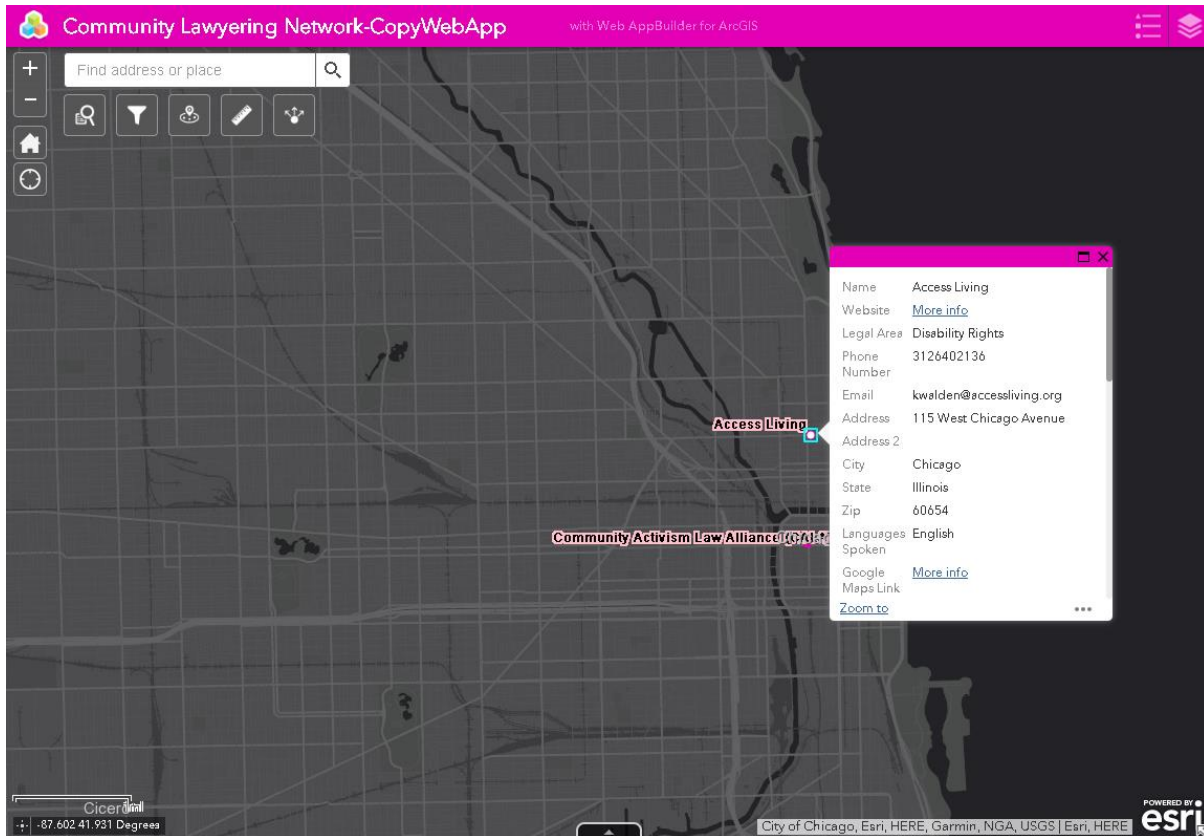 Community Lawyering Network-CopyWebApp
with Web AppBuilder for ArcGIS
+
Find address or place
−
Name Access Living
Website More info
Legal Area Disability Rights
Phone Number 3126402136
Email kwalden@accessliving.org
Address 115 West Chicago Avenue
Address 2
City Chicago
State Illinois
Zip 60654
Languages Spoken English
Google Maps Link More info
Zoom to
•••
Access Living
Community Activism Law Alliance
Cicero
-87.602 41.931 Degrees
City of Chicago, Esri, HERE, Garmin, NGA, USGS | Esri, HERE
POWERED BY
esri